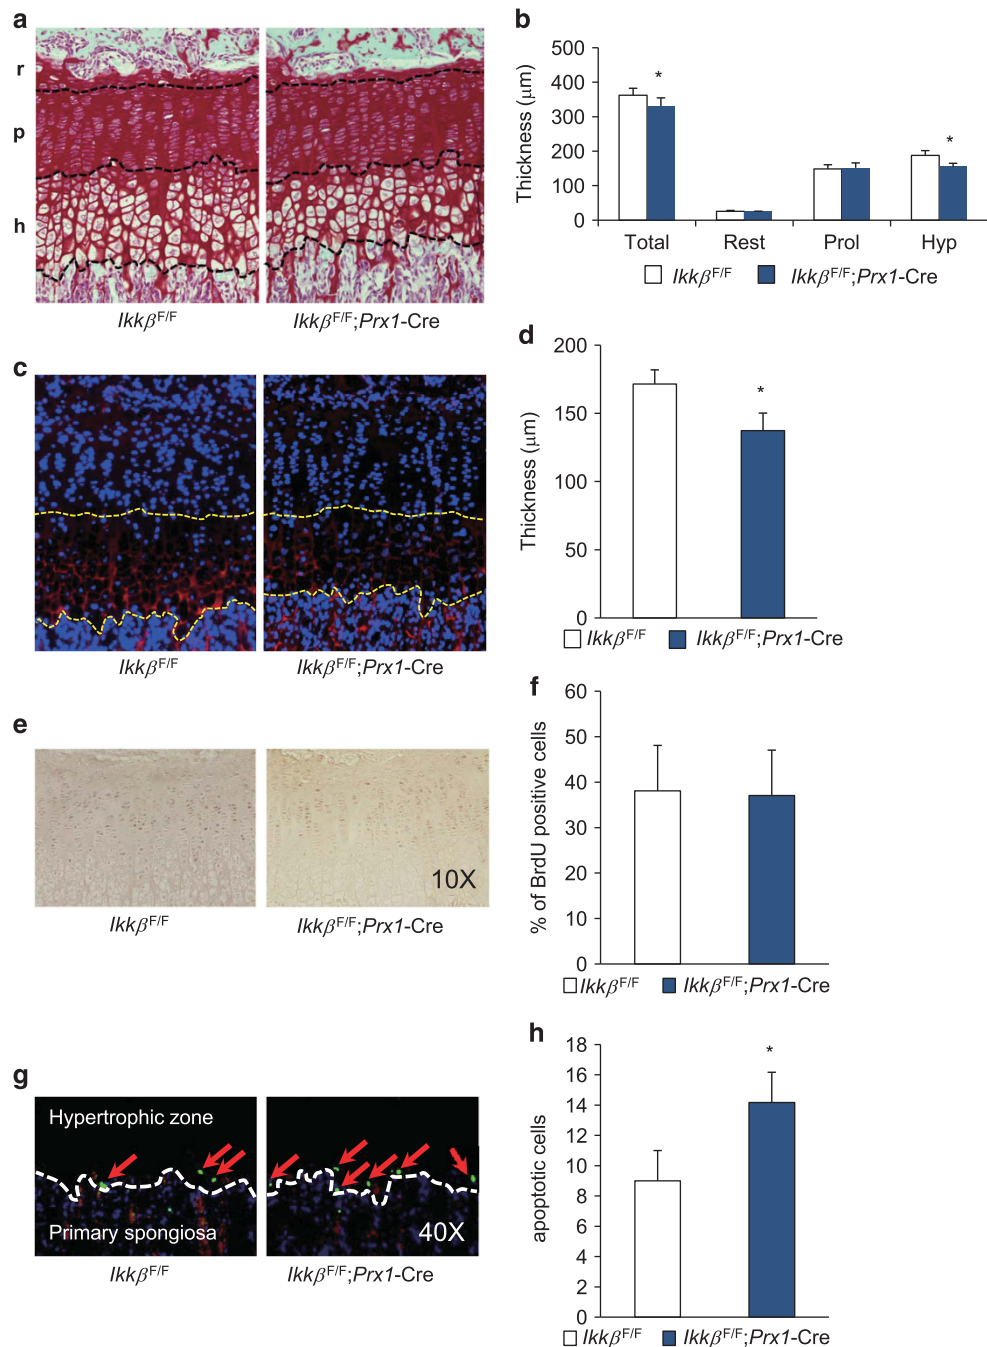 a
r
p
h
Ikkβ^F/F
Ikkβ^F/F;Prx1-Cre
b
Thickness (μm)
500
400
300
200
100
0
*
*
Total Rest Prol Hyp
Ikkβ^F/F
Ikkβ^F/F;Prx1-Cre
c
Ikkβ^F/F
Ikkβ^F/F;Prx1-Cre
d
Thickness (μm)
200
150
100
50
0
*
Ikkβ^F/F
Ikkβ^F/F;Prx1-Cre
e
10X
Ikkβ^F/F
Ikkβ^F/F;Prx1-Cre
f
% of BrdU positive cells
60
50
40
30
20
10
0
Ikkβ^F/F
Ikkβ^F/F;Prx1-Cre
g
Hypertrophic zone
Primary spongiosa
40X
Ikkβ^F/F
Ikkβ^F/F;Prx1-Cre
h
apoptotic cells
18
16
14
12
10
8
6
4
2
0
*
Ikkβ^F/F
Ikkβ^F/F;Prx1-Cre